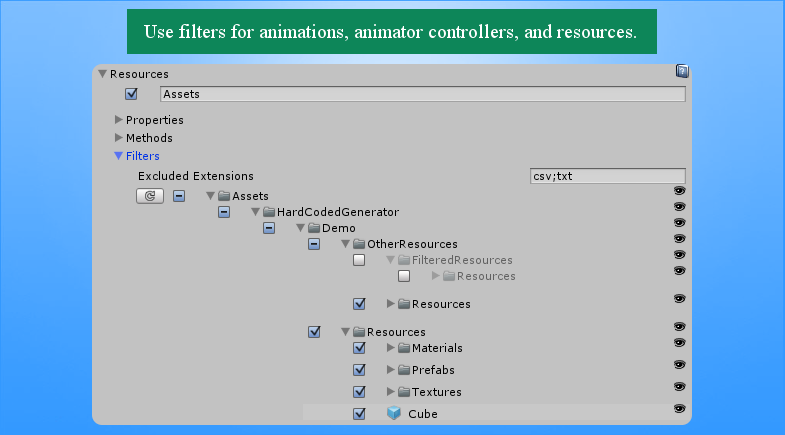 Use filters for animations, animator controllers, and resources.
Resources
Assets
Properties
Methods
Filters
Excluded Extensions csv;txt
Assets
HardCodedGenerator
Demo
OtherResources
FilteredResources
Resources
Resources
Resources
Materials
Prefabs
Textures
Cube